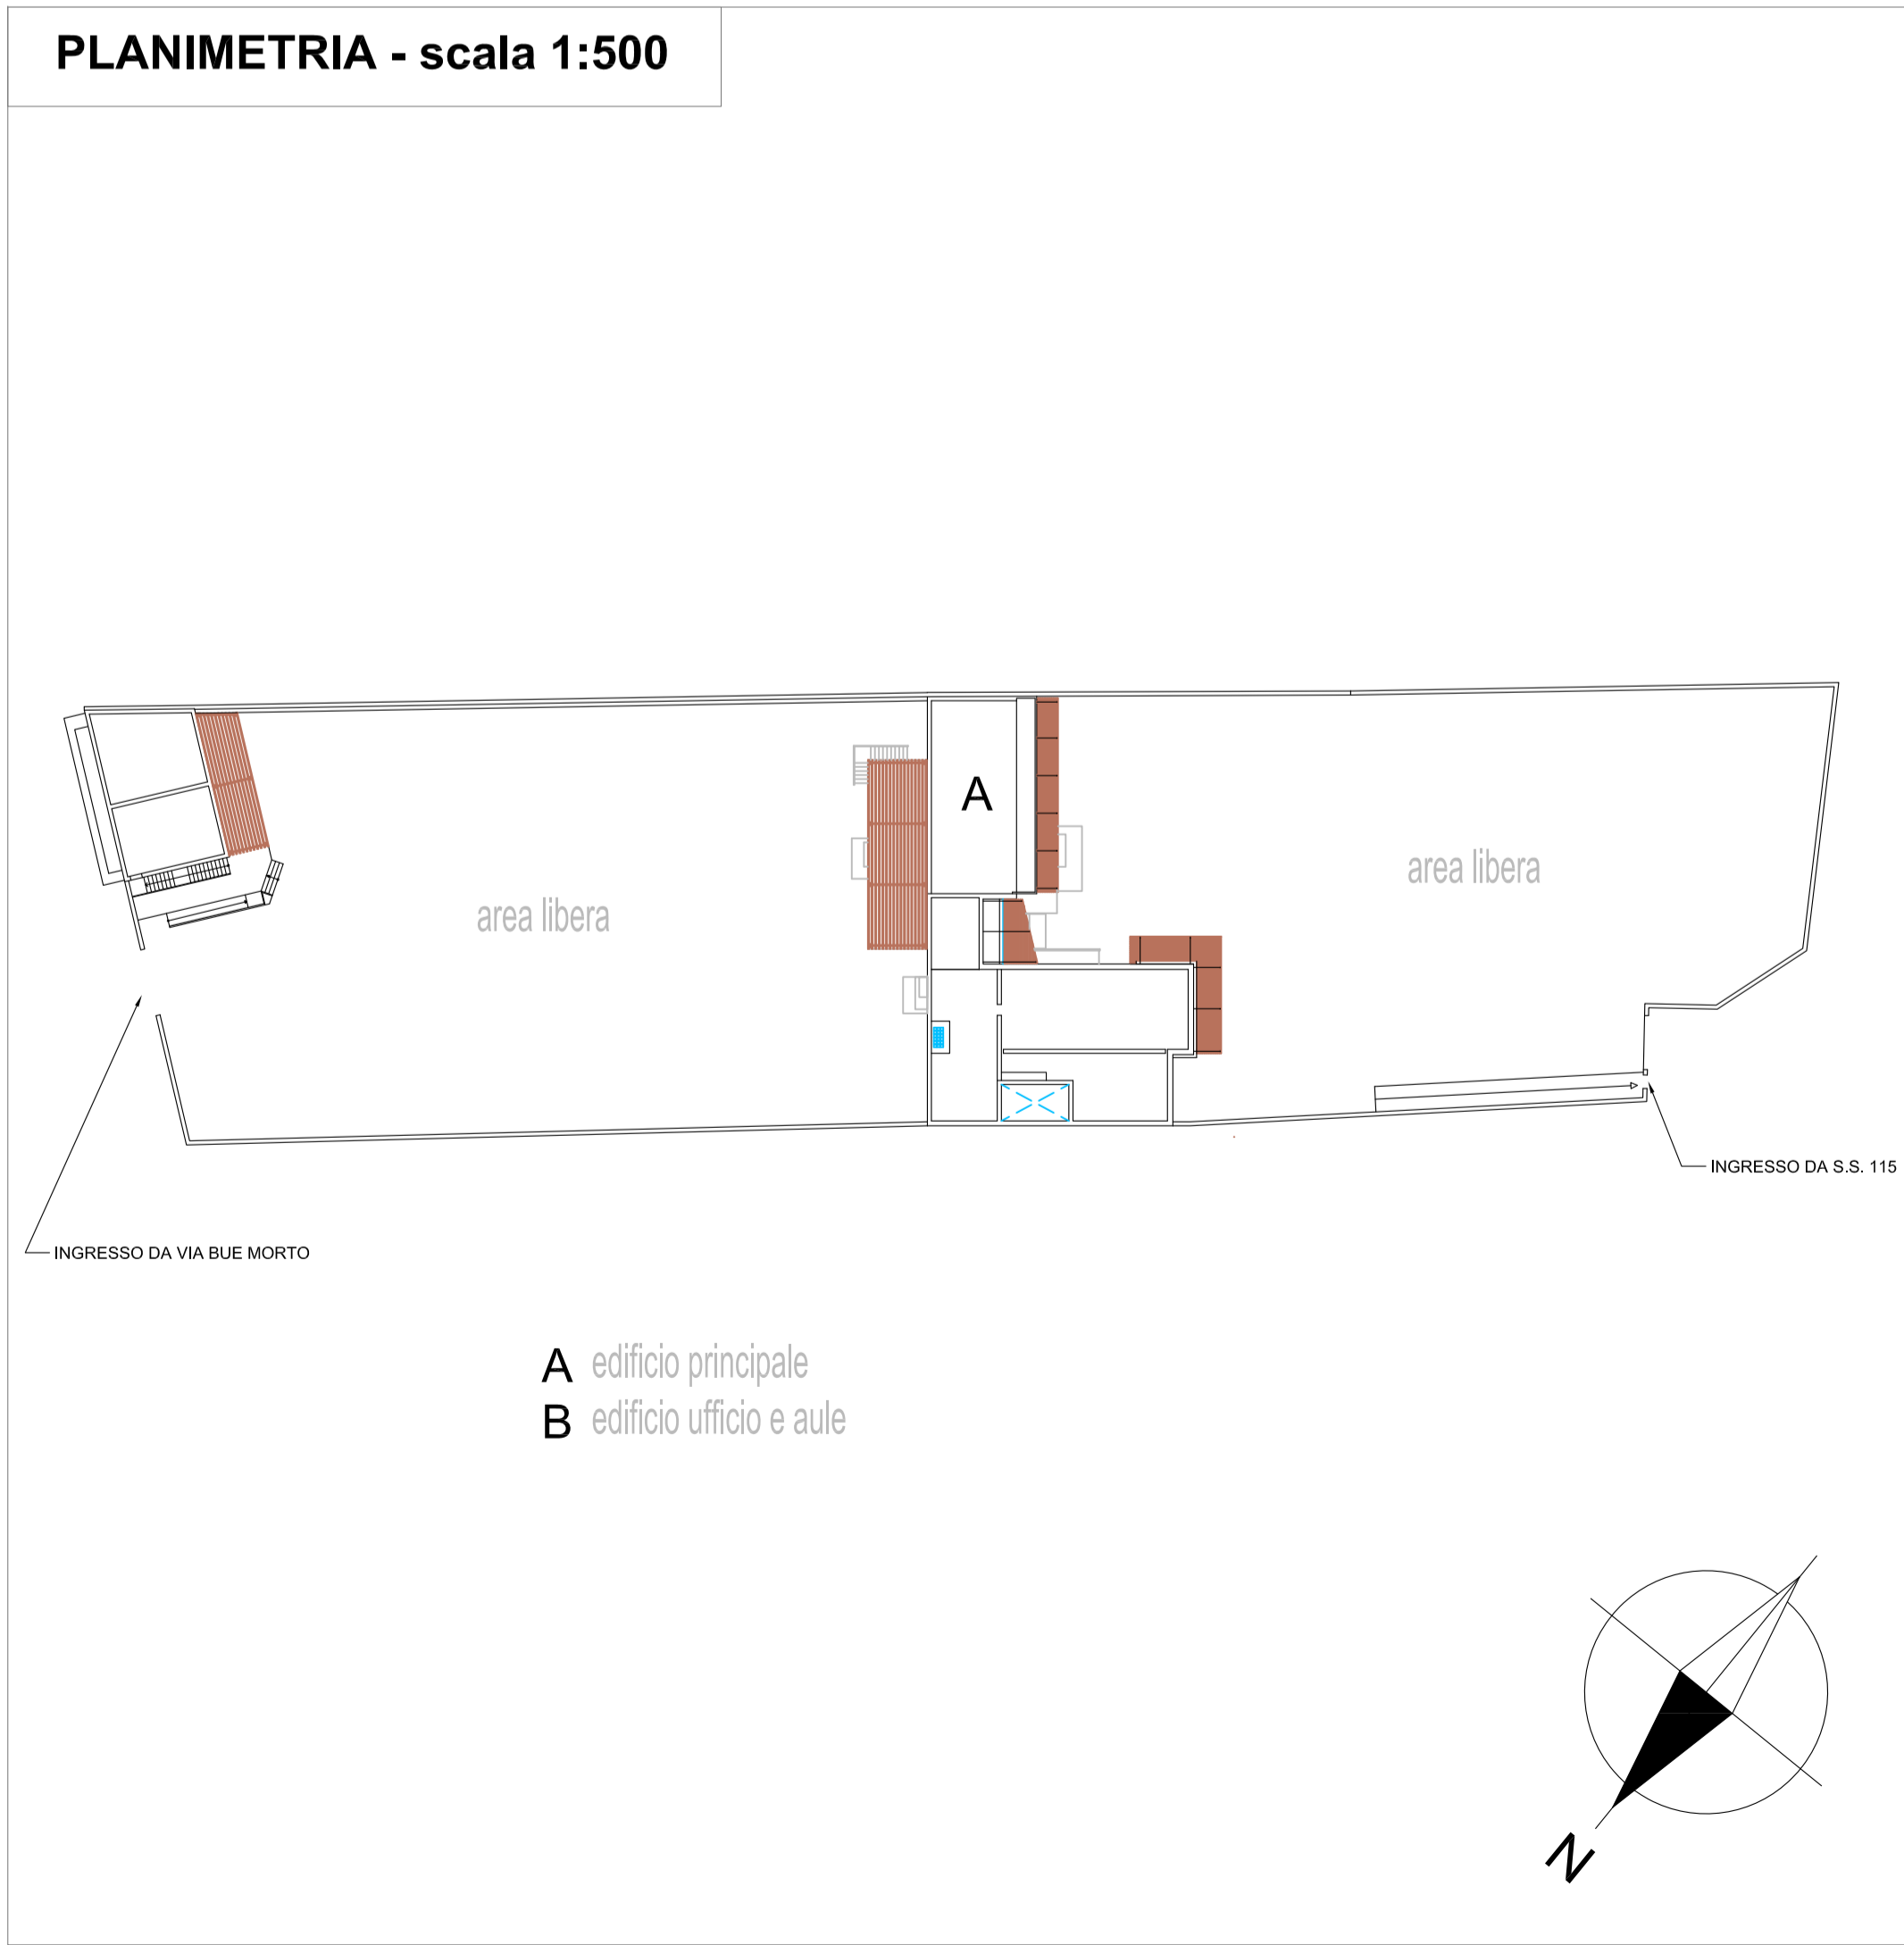 PLANIMETRIA - scala 1:500
A
area libera
area libera
INGRESSO DA S.S. 115
INGRESSO DA VIA BUE MORTO
A edificio principale
B edificio ufficio e aule
N